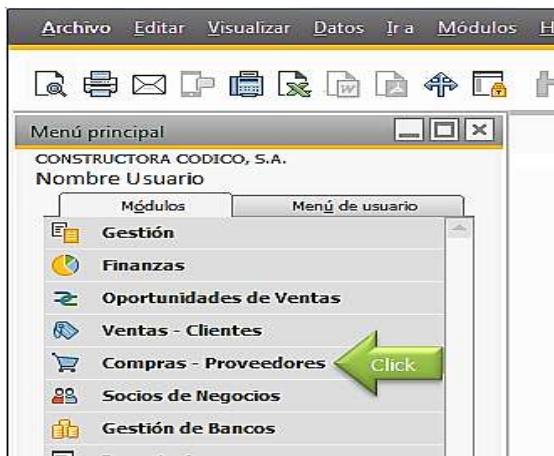 Archivo Editar Visualizar Datos Ir a Módulos
Menú principal
CONSTRUCTORA CODICO, S.A.
Nombre Usuario
Módulos Menú de usuario
Gestión
Finanzas
Oportunidades de Ventas
Ventas - Clientes
Compras - Proveedores Click
Socios de Negocios
Gestión de Bancos